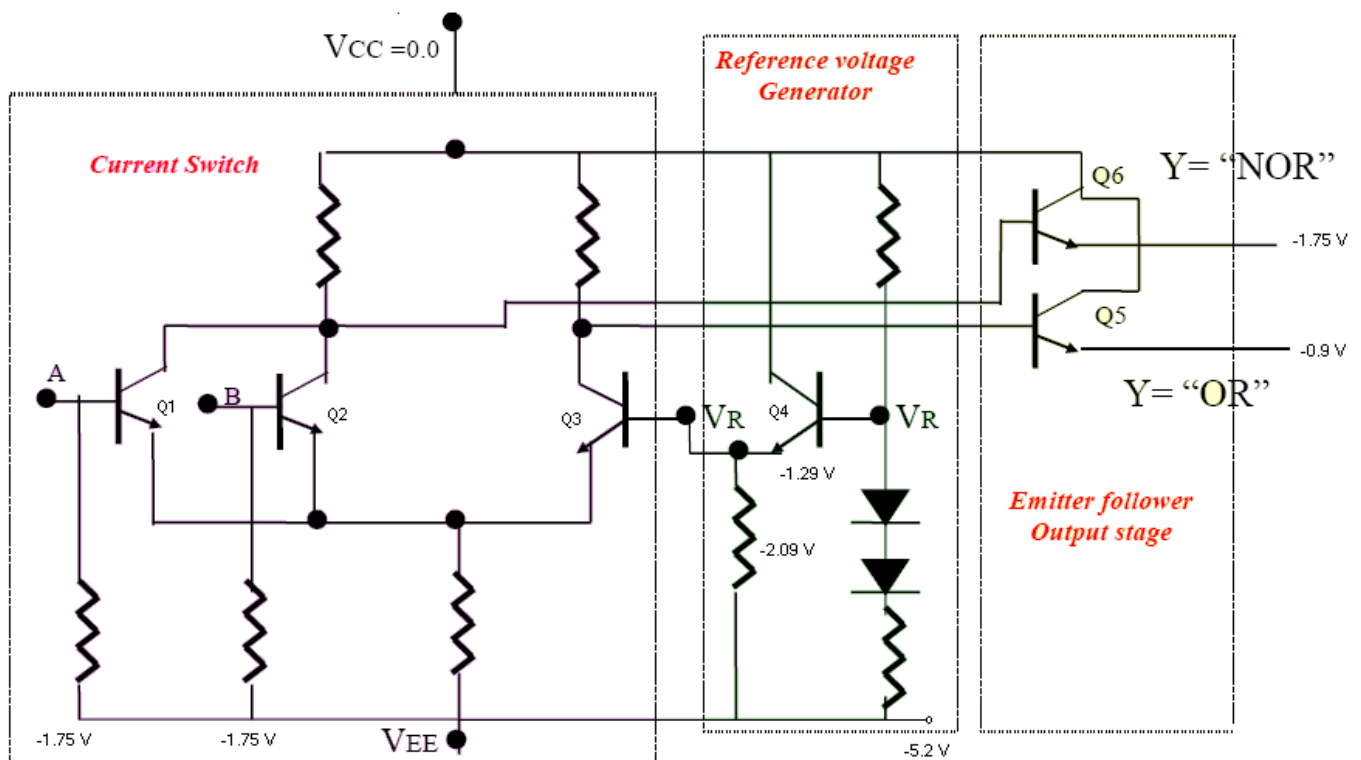 VCC =0.0
Reference voltage
Generator
Current Switch
Y= “NOR”
Q6
-1.75 V
Q5
-0.9 V
Y= “OR”
A
Q1
B
Q2
Q3
VR
Q4
VR
-1.29 V
-2.09 V
Emitter follower
Output stage
-1.75 V
-1.75 V
VEE
-5.2 V